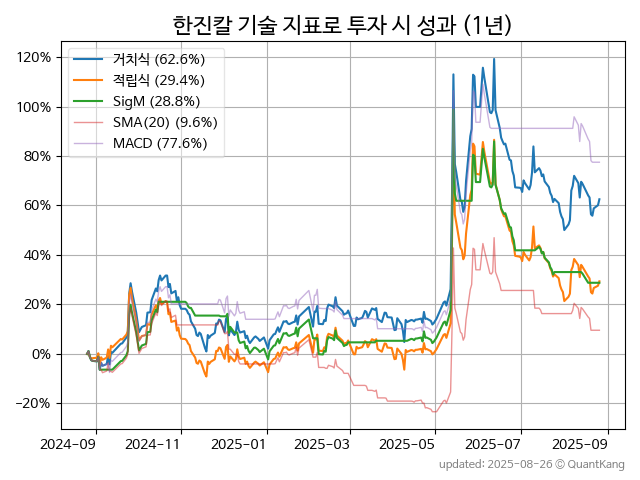 한진칼 기술 지표로 투자 시 성과 (1년)
거치식 (62.6%)
적립식 (29.4%)
SigM (28.8%)
SMA(20) (9.6%)
MACD (77.6%)
120%
100%
80%
60%
40%
20%
0%
−20%
2024-09 2024-11 2025-01 2025-03 2025-05 2025-07 2025-09
updated: 2025-08-26 © QuantKang